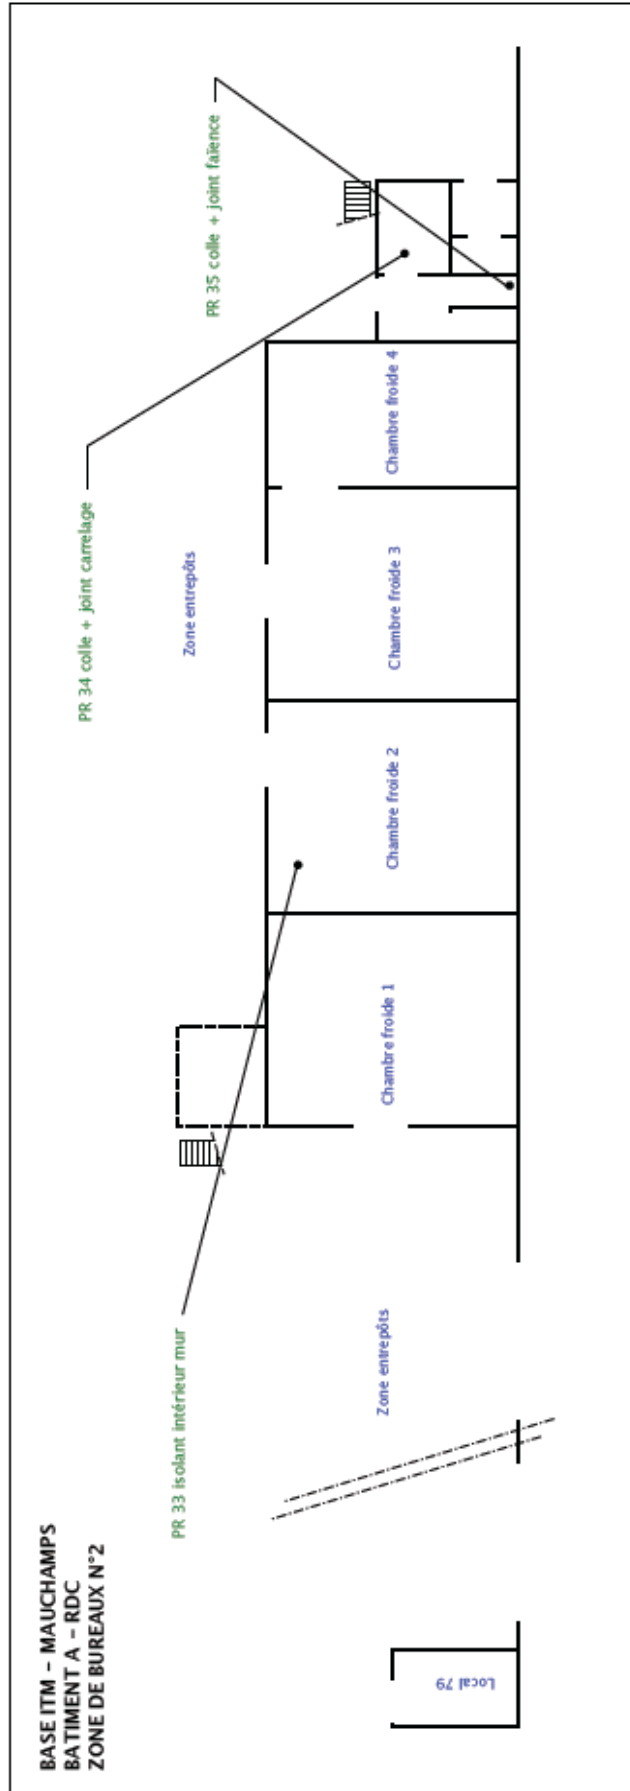 BASE ITM – MAUCHAMPS
BATIMENT A – RDC
ZONE DE BUREAUX N°2
PR 33 isolant intérieur mur
PR 34 colle + joint carrelage
PR 35 colle + joint faïence
Zone entrepôts
Local 79
Zone entrepôts
Chambre froide 1
Chambre froide 2
Chambre froide 3
Chambre froide 4